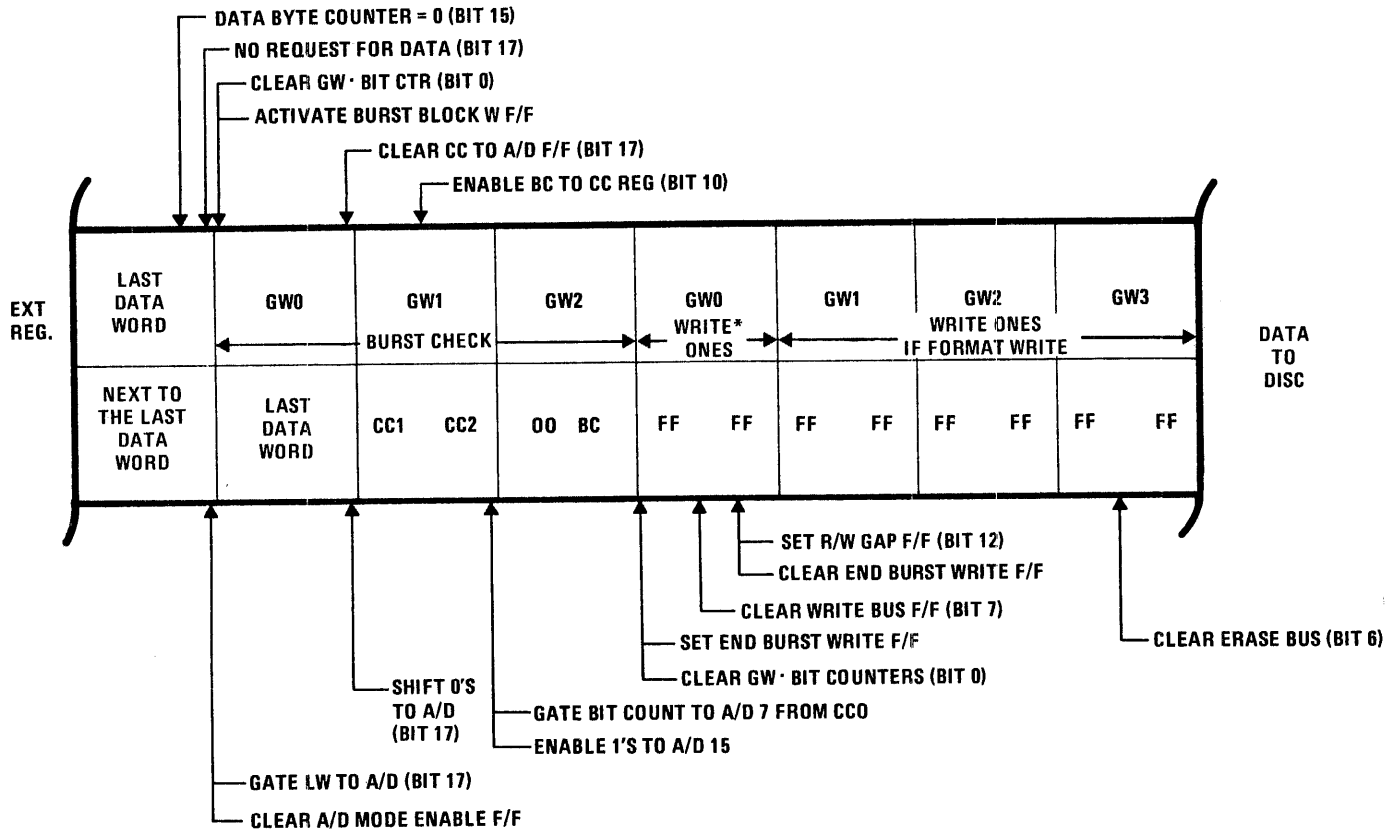 DATA BYTE COUNTER = 0 (BIT 15)
NO REQUEST FOR DATA (BIT 17)
CLEAR GW · BIT CTR (BIT 0)
ACTIVATE BURST BLOCK W F/F
CLEAR CC TO A/D F/F (BIT 17)
ENABLE BC TO CC REG (BIT 10)
EXT
REG.
LAST
DATA
WORD
GW0
GW1
GW2
GW0
GW1
GW2
GW3
BURST CHECK
WRITE*
ONES
WRITE ONES
IF FORMAT WRITE
DATA
TO
DISC
NEXT TO
THE LAST
DATA
WORD
LAST
DATA
WORD
CC1 CC2
00 BC
FF FF
FF FF
FF FF
FF FF
SET R/W GAP F/F (BIT 12)
CLEAR END BURST WRITE F/F
CLEAR WRITE BUS F/F (BIT 7)
SET END BURST WRITE F/F
CLEAR GW · BIT COUNTERS (BIT 0)
CLEAR ERASE BUS (BIT 6)
SHIFT 0'S
TO A/D
(BIT 17)
GATE BIT COUNT TO A/D 7 FROM CC0
ENABLE 1'S TO A/D 15
GATE LW TO A/D (BIT 17)
CLEAR A/D MODE ENABLE F/F